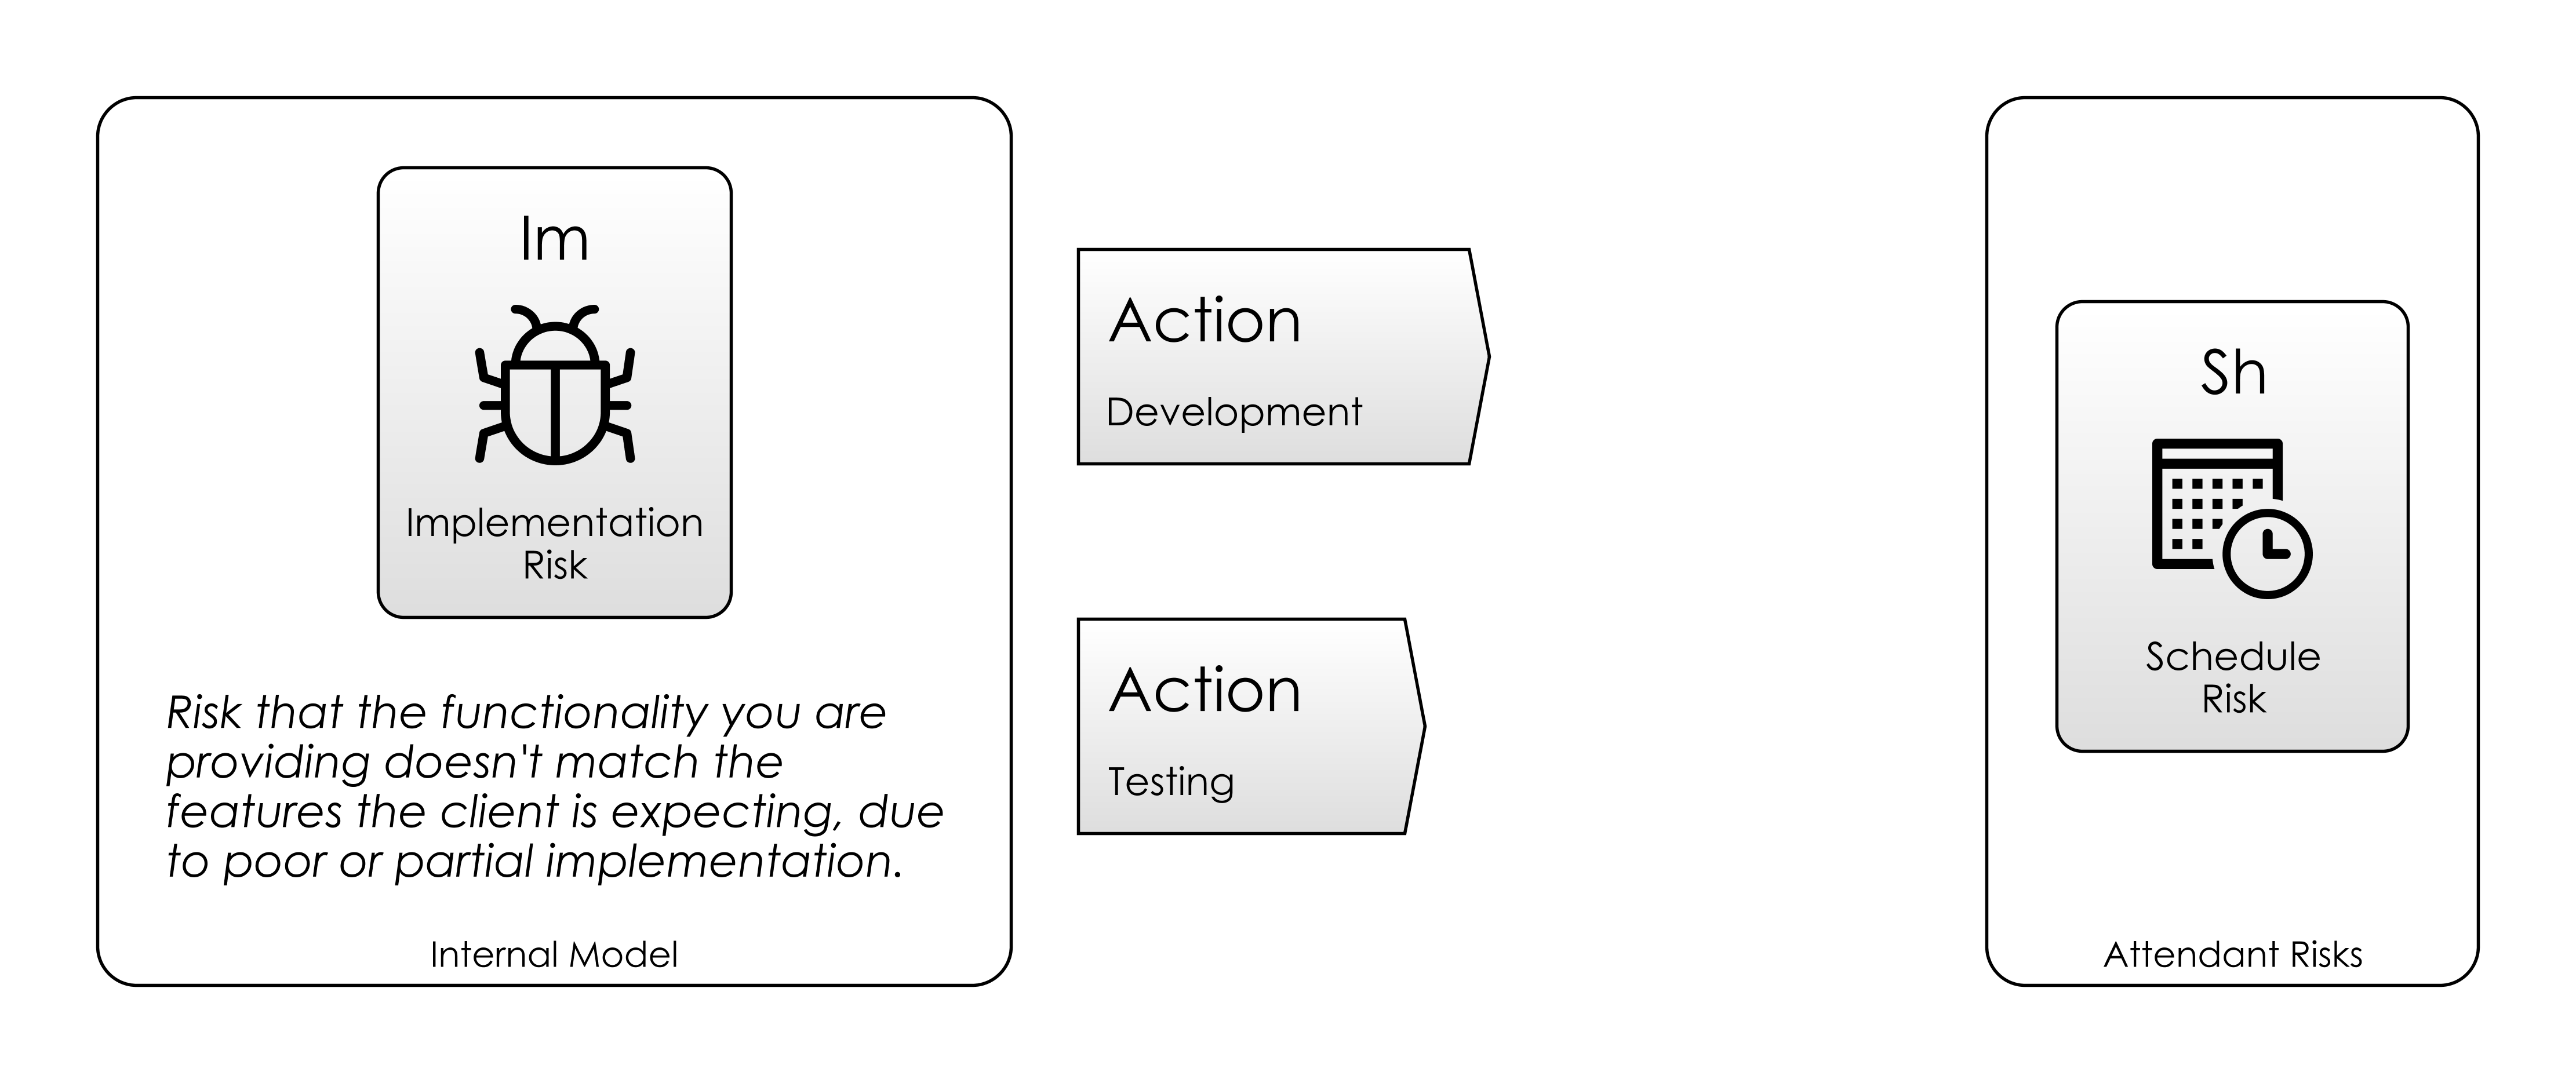 Im
Implementation
Risk
Risk that the functionality you are
providing doesn't match the
features the client is expecting, due
to poor or partial implementation.
Internal Model
Action
Development
Action
Testing
Sh
Schedule
Risk
Attendant Risks